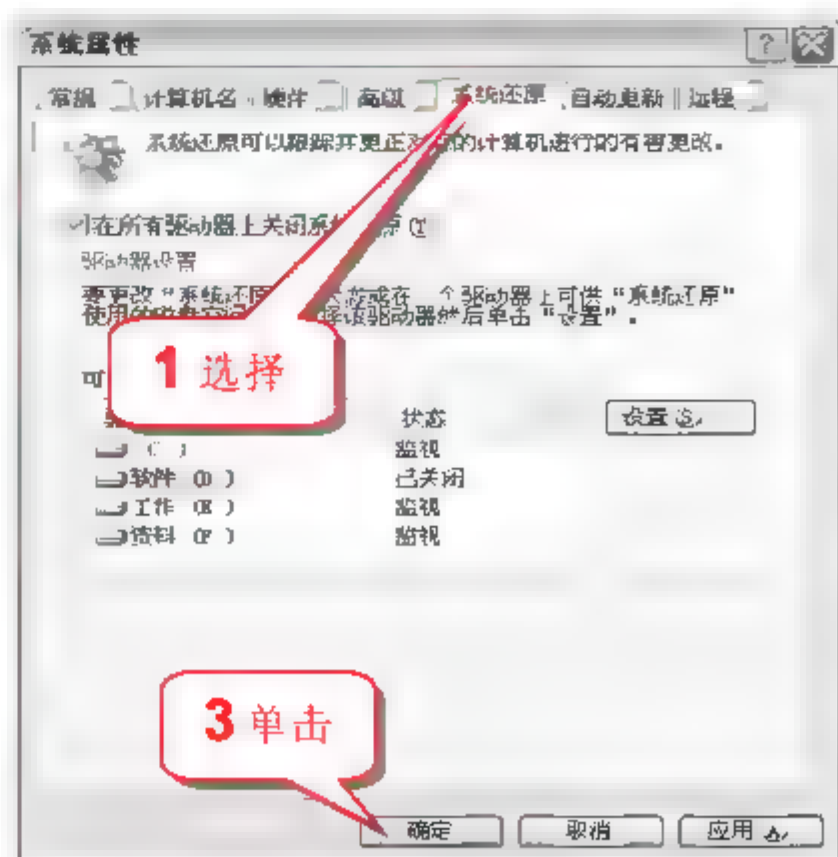 系统属性
常规 计算机名 硬件 高级 系统还原 自动更新 远程
系统还原可以跟踪并更正对 的计算机进行的有害更改。
在所有驱动器上关闭系统 原(T
驱动器设置
要更改“系统还原 或在 个驱动器上可供“系统还原”
使用的磁盘空间 择该驱动器然后单击“设置”。
1 选择
可
状态 设置(S)
监视
软件 (D ) 已关闭
工作 (E ) 监视
资料 (F ) 监视
3 单击
确定 取消 应用(A)